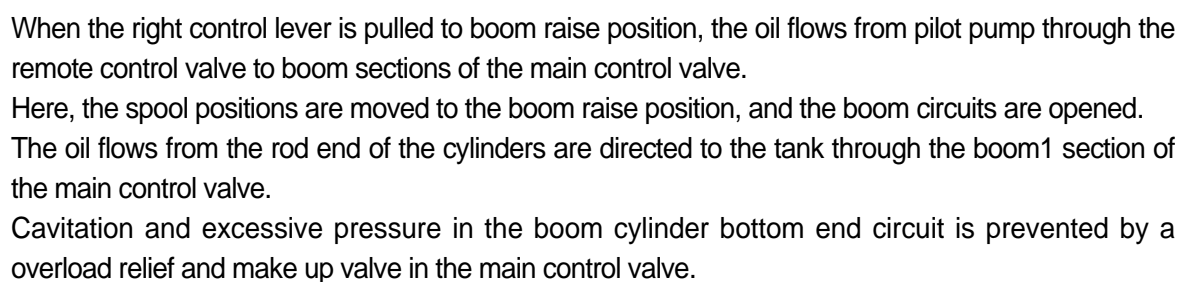 When the right control lever is pulled to boom raise position, the oil flows from pilot pump through the
remote control valve to boom sections of the main control valve.
Here, the spool positions are moved to the boom raise position, and the boom circuits are opened.
The oil flows from the rod end of the cylinders are directed to the tank through the boom1 section of
the main control valve.
Cavitation and excessive pressure in the boom cylinder bottom end circuit is prevented by a
overload relief and make up valve in the main control valve.